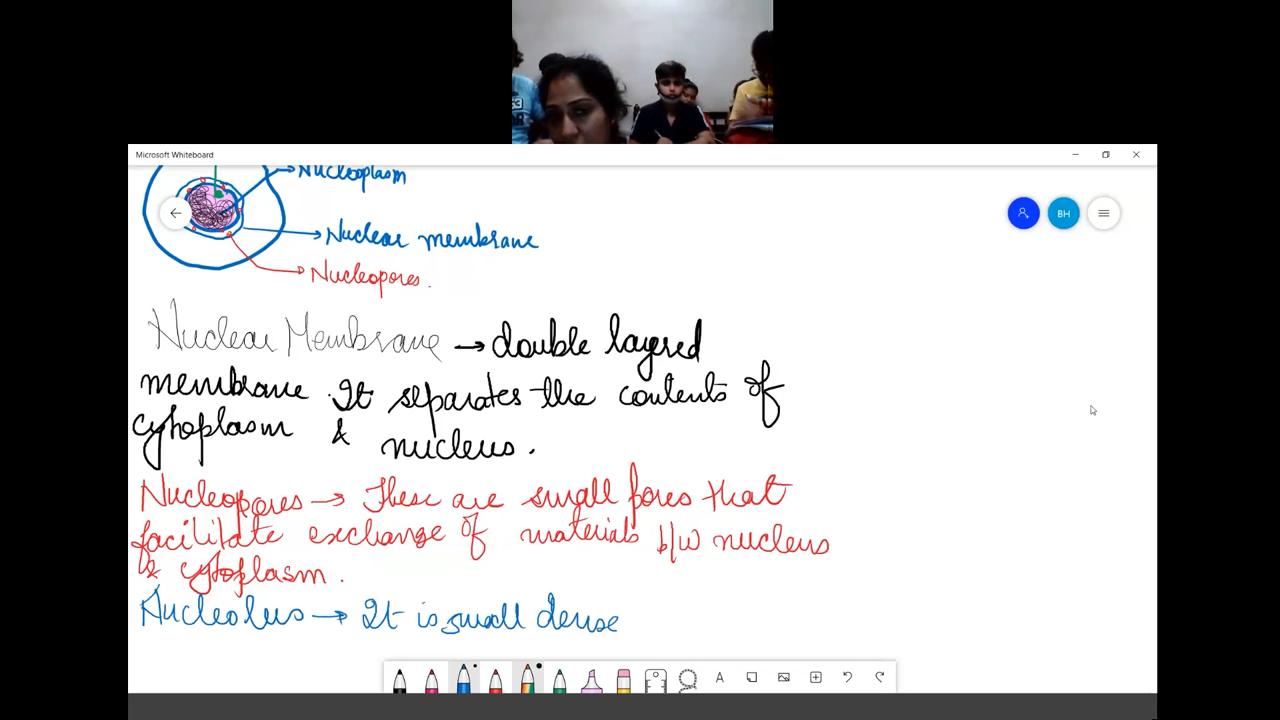 Microsoft Whiteboard
Nucleoplasm
BH
Nuclear membrane
Nucleopores.
Nuclear Membrane → double layered
membrane. It separates the contents of
cytoplasm & nucleus.
Nucleopores → These are small pores that
facilitate exchange of materials b/w nucleus
& cytoplasm.
Nucleolus → It is small dense
A